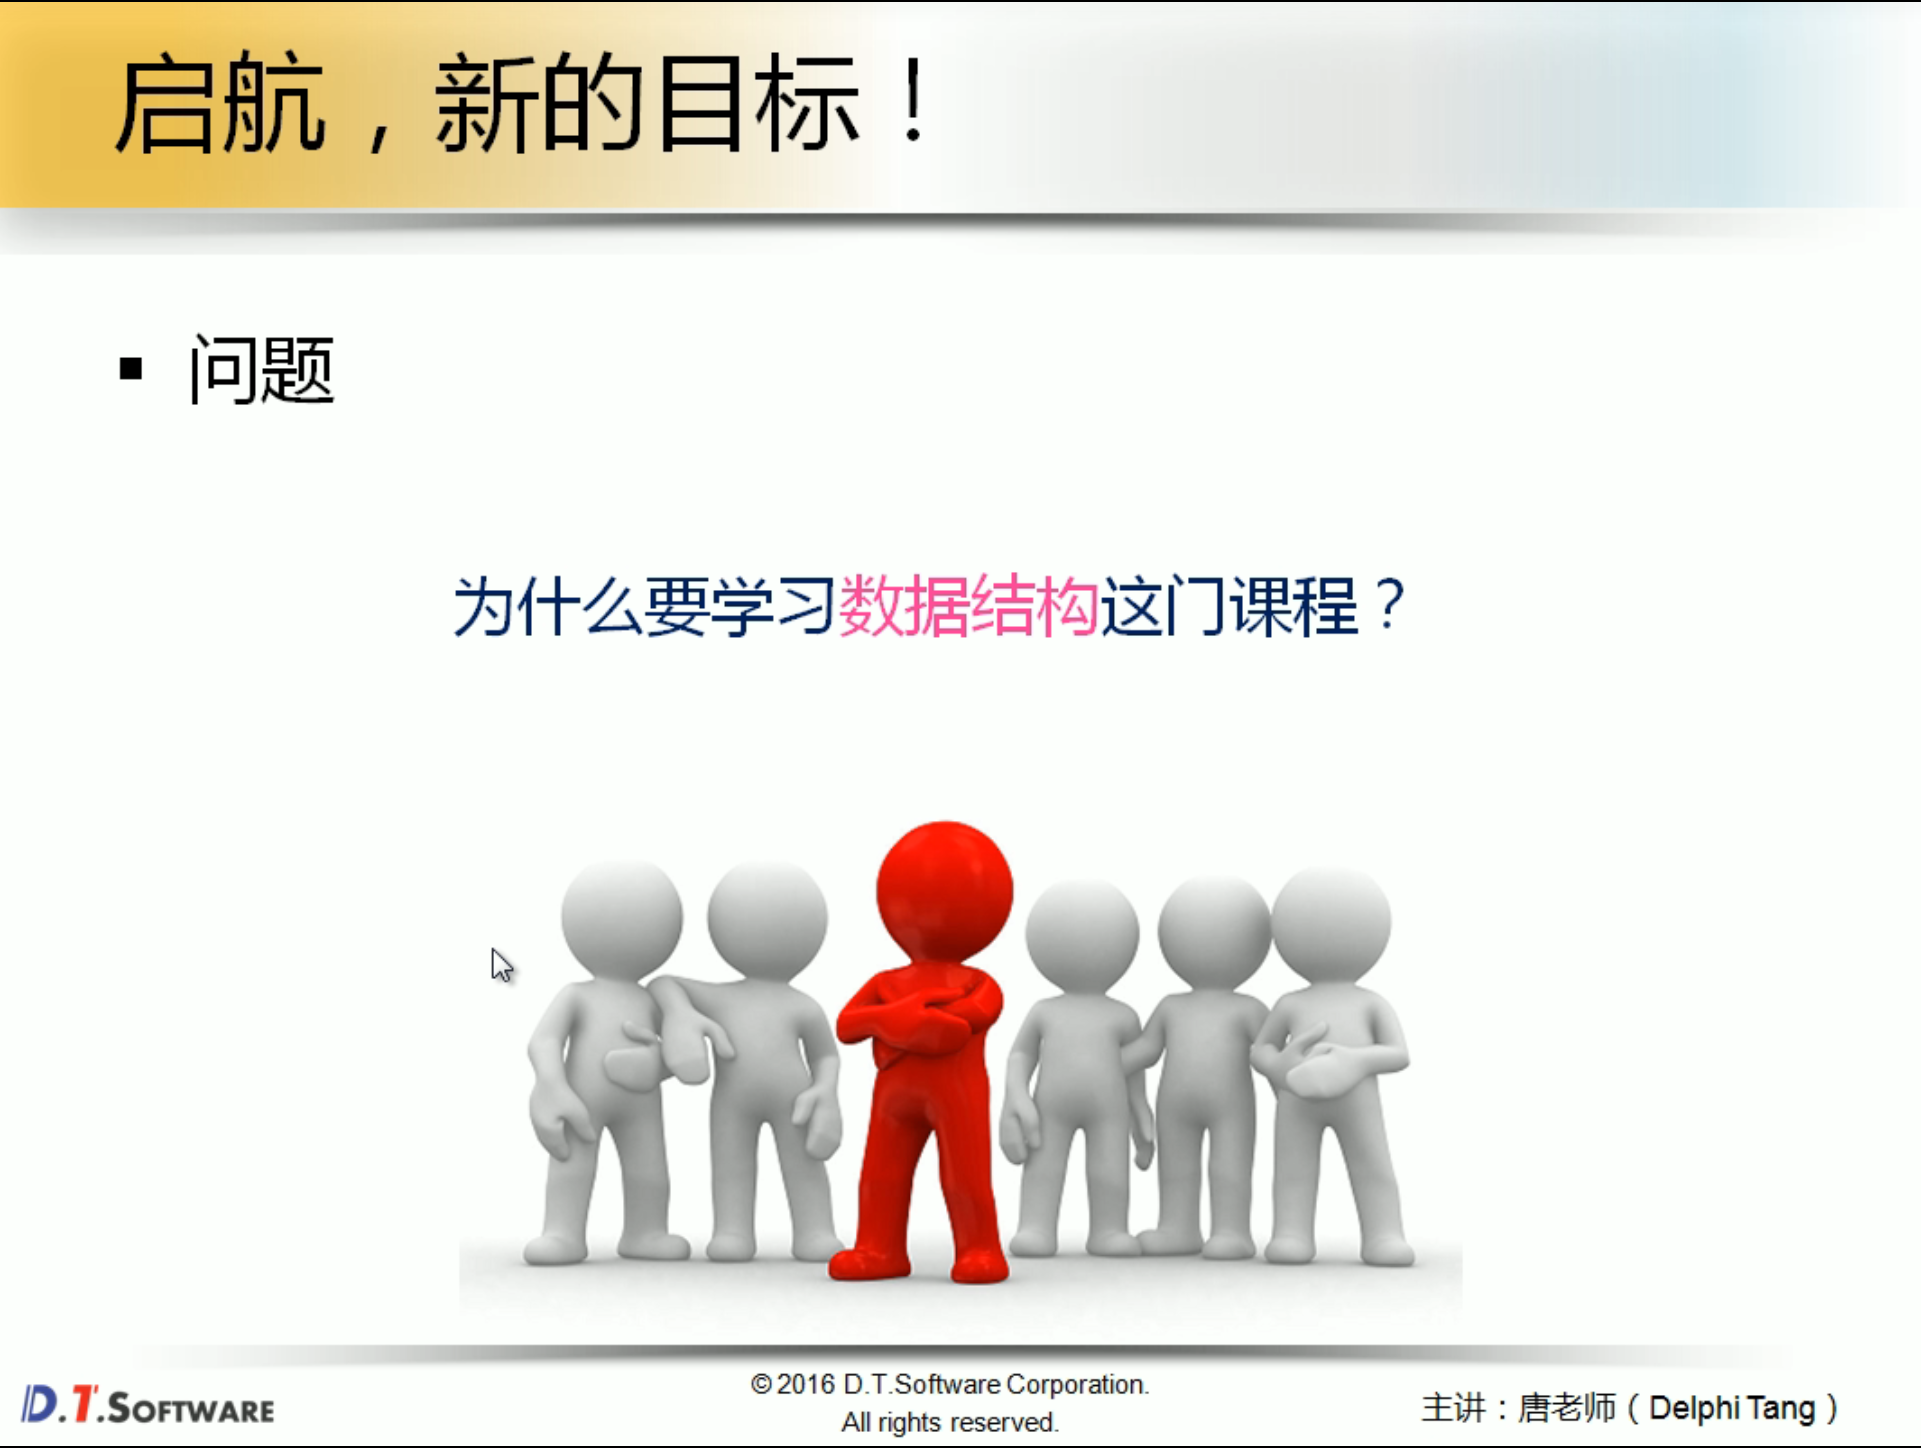 启航，新的目标！
▪ 问题
为什么要学习数据结构这门课程？
D.T.SOFTWARE
© 2016 D.T.Software Corporation.
All rights reserved.
主讲：唐老师（Delphi Tang）